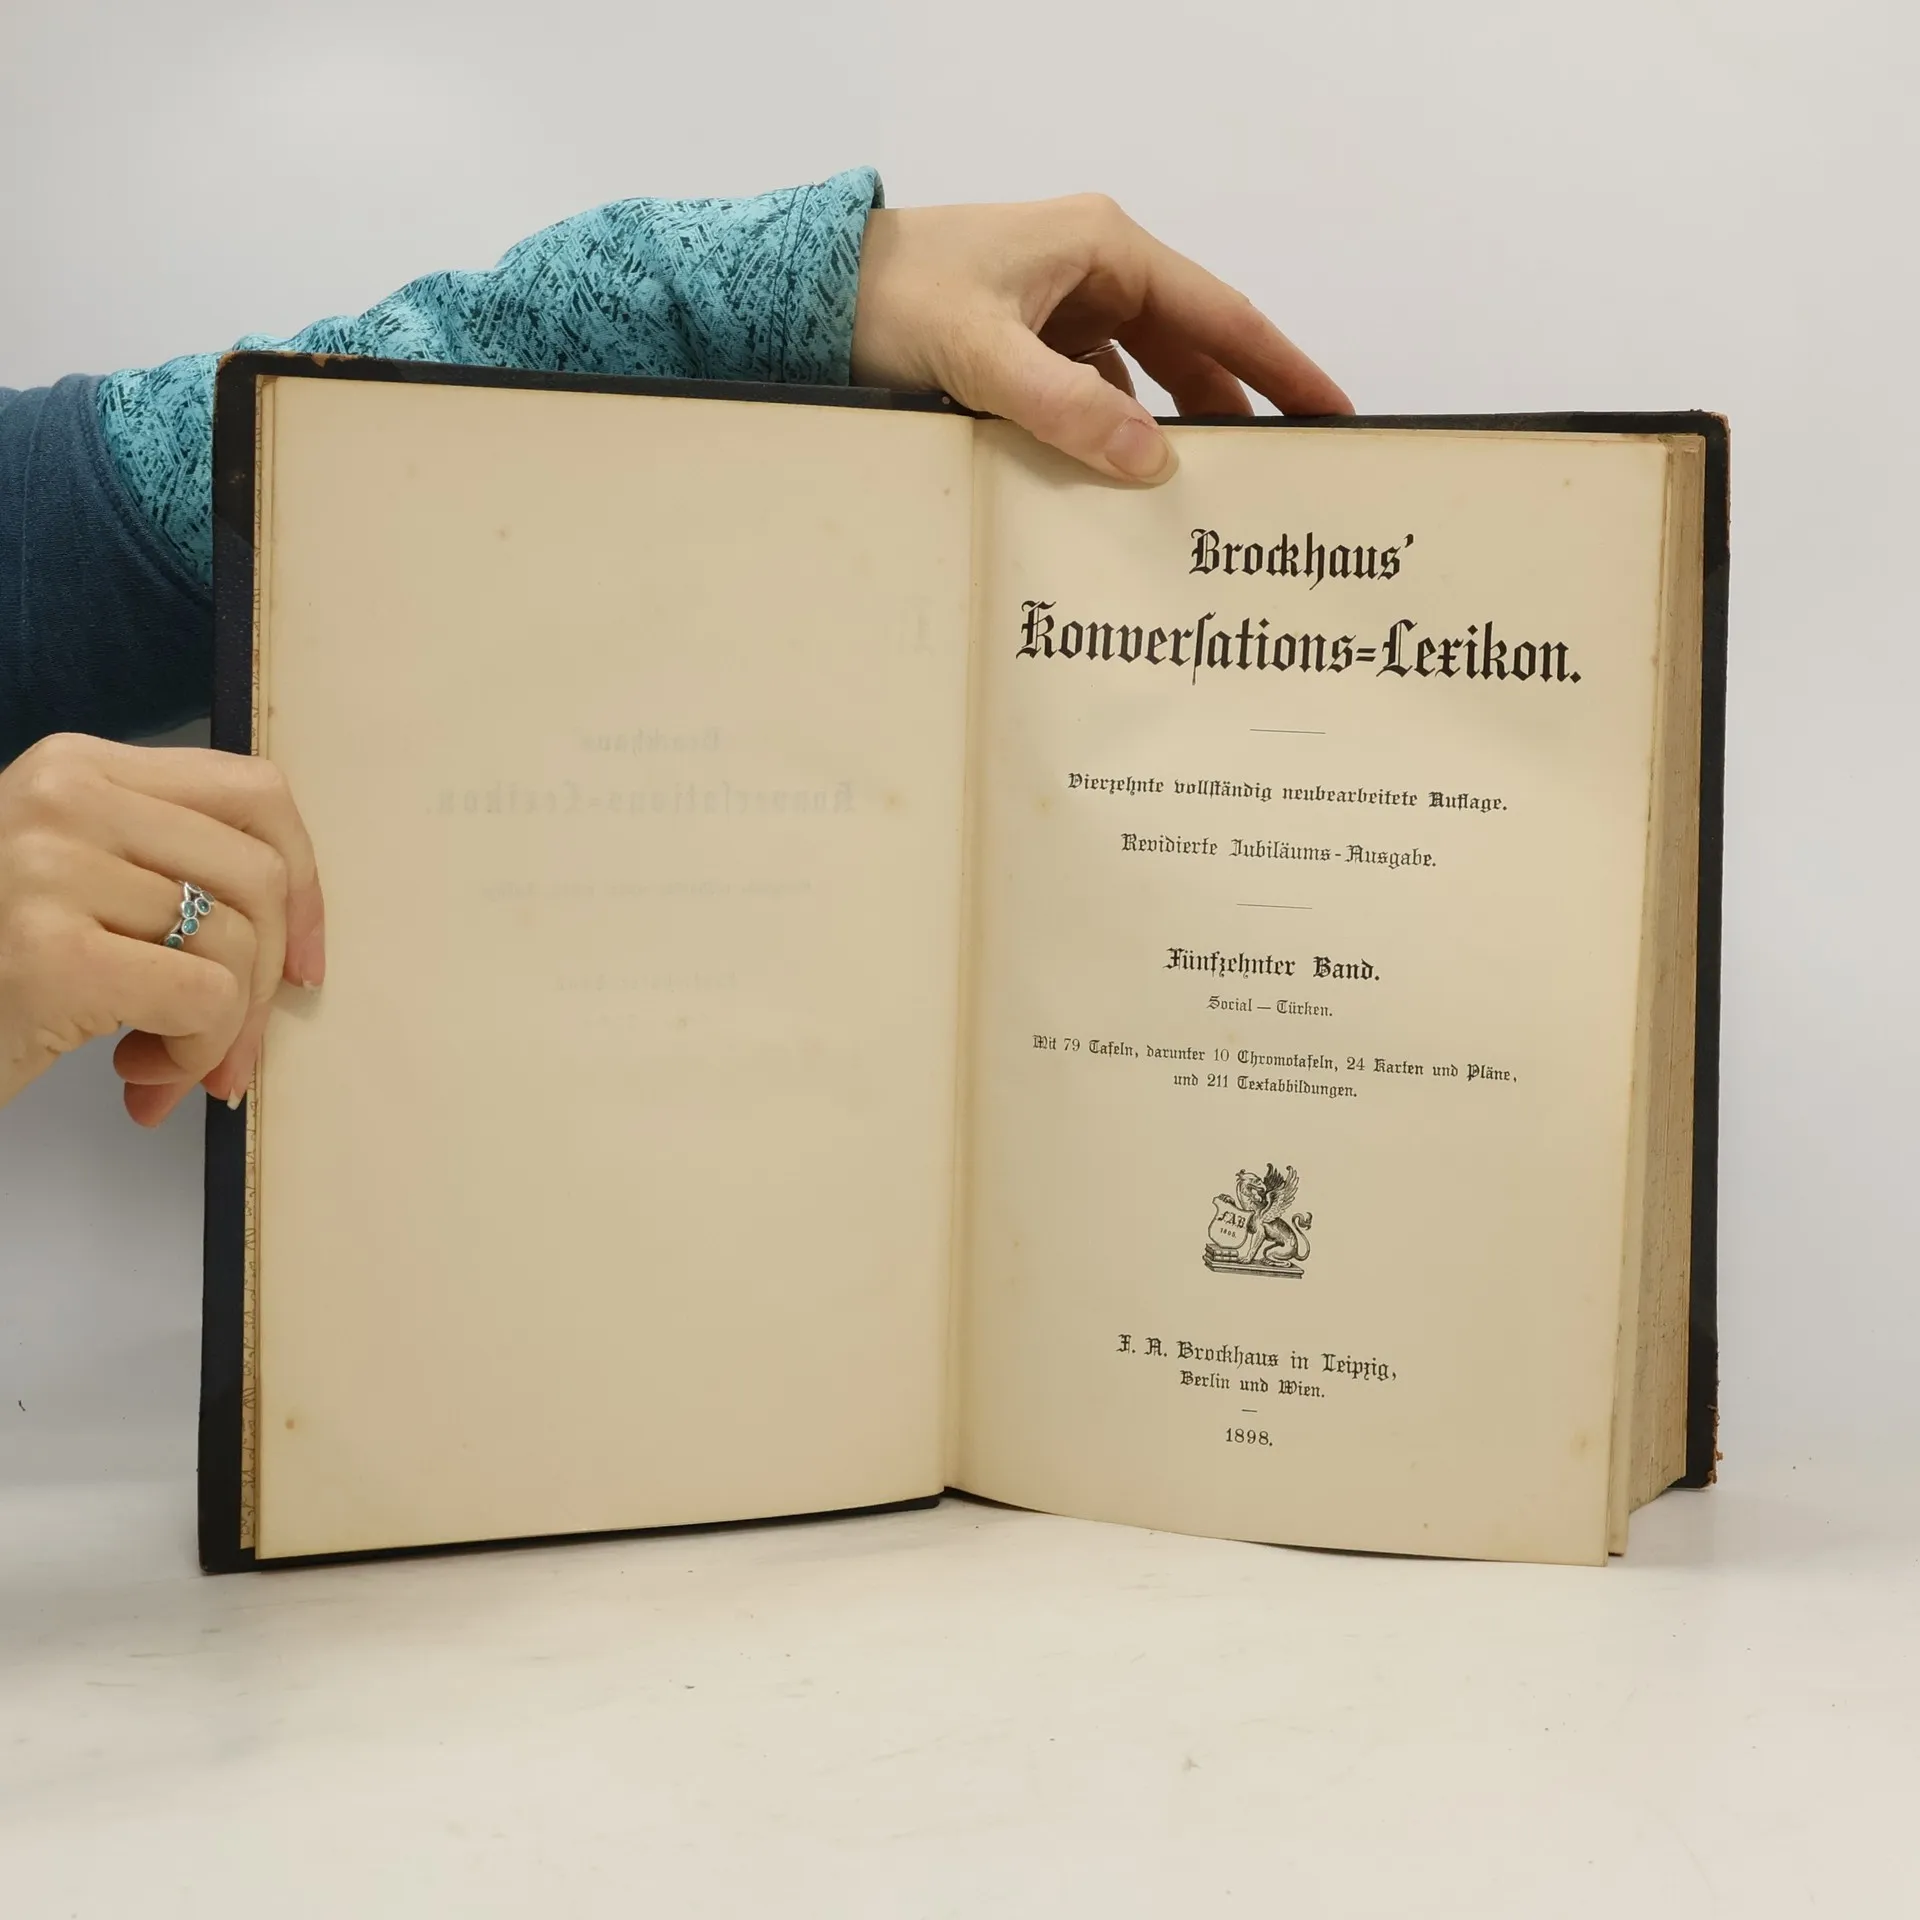 Brockhaus’
Konverſations=Lexikon.
Vierzehnte vollſtändig neubearbeitete Auflage.
Revidierte Jubiläums-Ausgabe.
Fünfzehnter Band.
Social — Türken.
Mit 79 Tafeln, darunter 10 Chromotafeln, 24 Karten und Pläne,
und 211 Textabbildungen.
F.A.B.
F. A. Brockhaus in Leipzig,
Berlin und Wien.
1898.